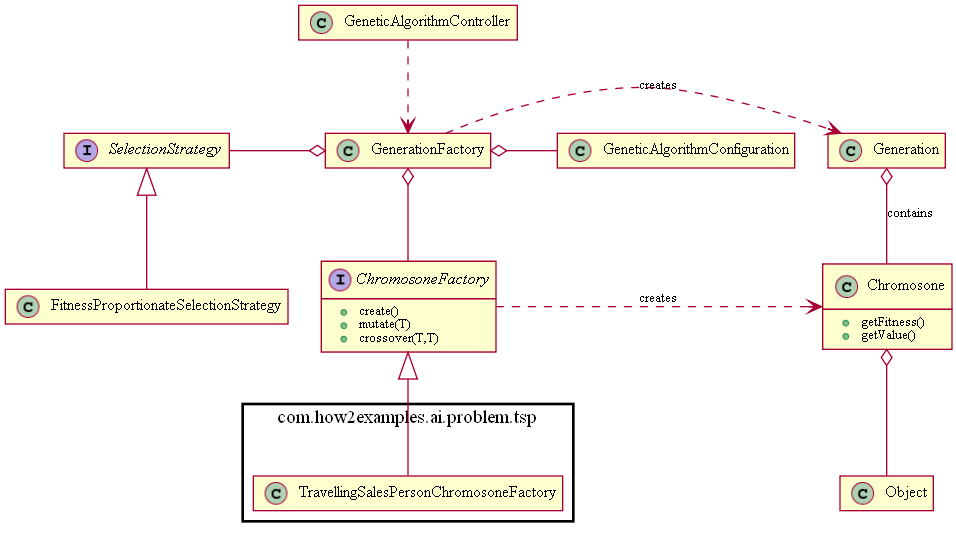 C GeneticAlgorithmController
creates
I SelectionStrategy
C GenerationFactory
C GeneticAlgorithmConfiguration
C Generation
contains
I ChromosoneFactory
create()
mutate(T)
crossover(T,T)
creates
C Chromosone
getFitness()
getValue()
C FitnessProportionateSelectionStrategy
com.how2examples.ai.problem.tsp
C TravellingSalesPersonChromosoneFactory
C Object